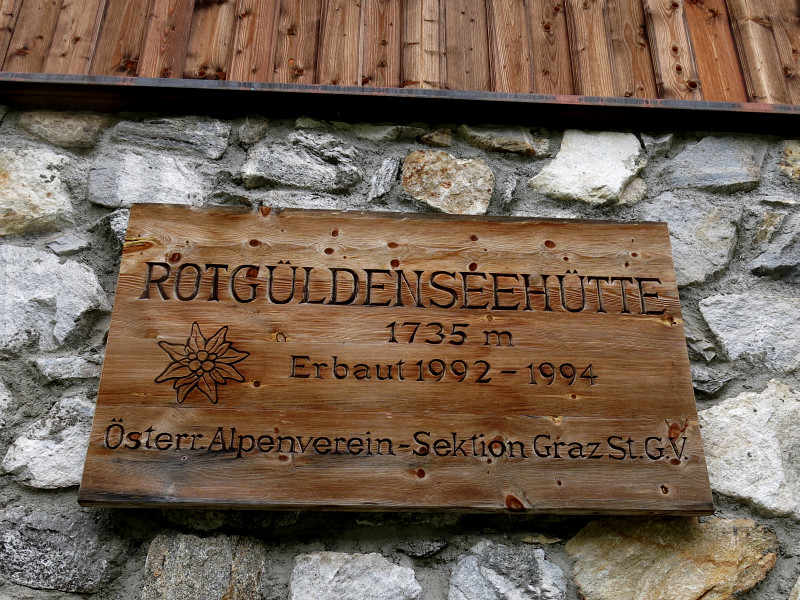 ROTGÜLDENSEEHÜTTE
1735 m
Erbaut 1992 - 1994
Österr. Alpenverein - Sektion Graz St.G.V.